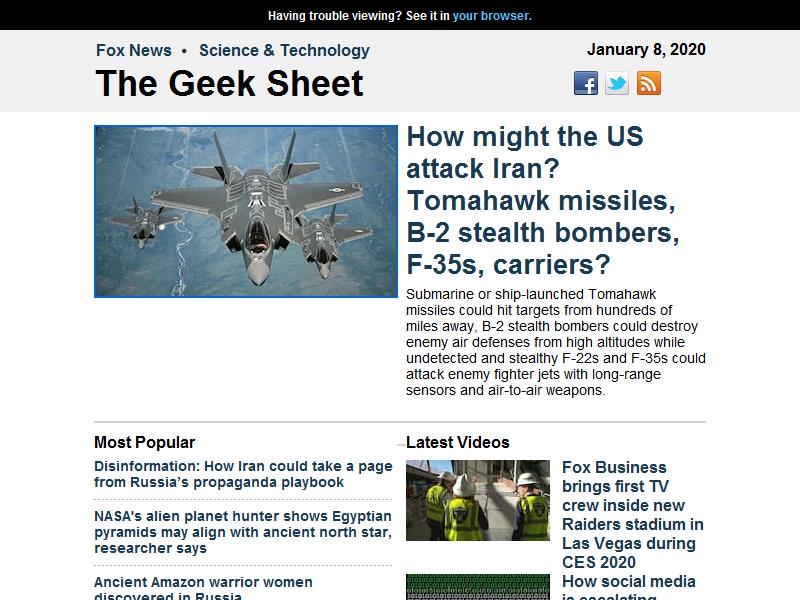 Having trouble viewing? See it in your browser.
Fox News • Science & Technology
January 8, 2020
The Geek Sheet
How might the US
attack Iran?
Tomahawk missiles,
B-2 stealth bombers,
F-35s, carriers?
Submarine or ship-launched Tomahawk
missiles could hit targets from hundreds of
miles away, B-2 stealth bombers could destroy
enemy air defenses from high altitudes while
undetected and stealthy F-22s and F-35s could
attack enemy fighter jets with long-range
sensors and air-to-air weapons.
Most Popular
Disinformation: How Iran could take a page
from Russia’s propaganda playbook
NASA's alien planet hunter shows Egyptian
pyramids may align with ancient north star,
researcher says
Ancient Amazon warrior women
discovered in Russia
Latest Videos
Fox Business
brings first TV
crew inside new
Raiders stadium in
Las Vegas during
CES 2020
How social media
is escalating